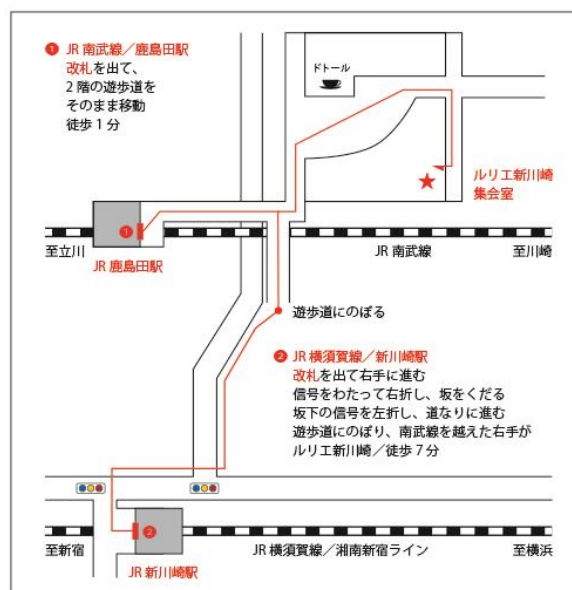 ❶ JR 南武線／鹿島田駅
改札を出て、
2 階の遊歩道を
そのまま移動
徒歩 1 分
ドトール
ルリエ新川崎
集会室
❶
至立川
JR 鹿島田駅
JR 南武線
至川崎
遊歩道にのぼる
❷ JR 横須賀線／新川崎駅
改札を出て右手に進む
信号をわたって右折し、坂をくだる
坂下の信号を左折し、道なりに進む
遊歩道にのぼり、南武線を越えた右手が
ルリエ新川崎／徒歩 7 分
❷
至新宿
JR 新川崎駅
JR 横須賀線／湘南新宿ライン
至横浜